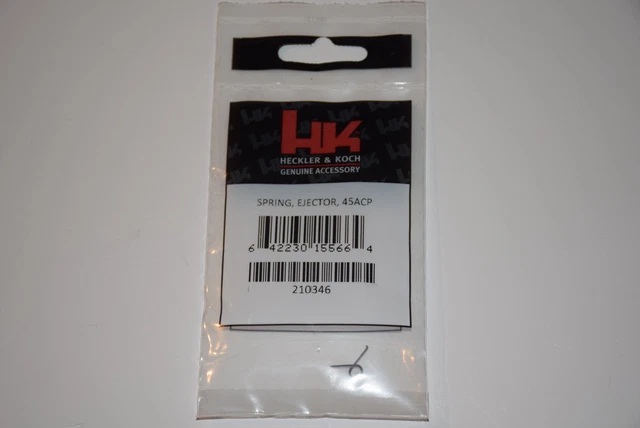 HK
HECKLER & KOCH
GENUINE ACCESSORY
SPRING, EJECTOR, 45ACP
6 42230 15566 4
210346